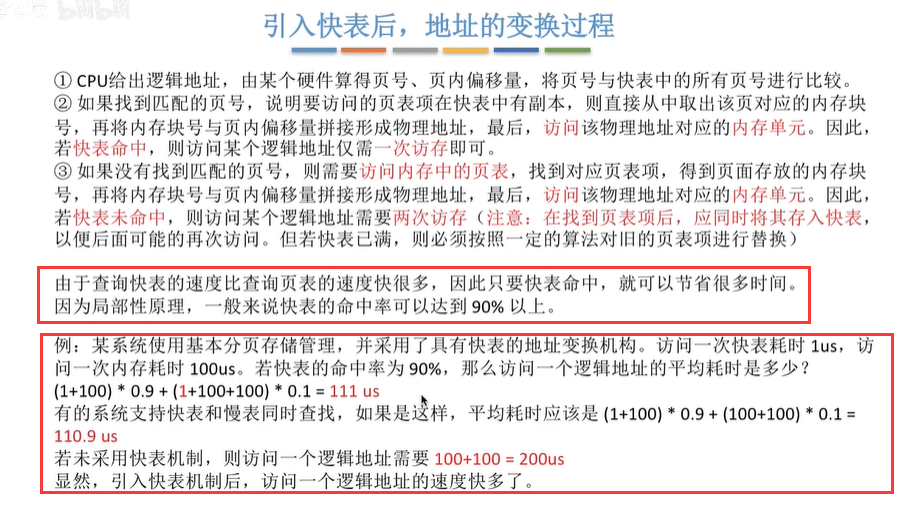 bilibili
引入快表后，地址的变换过程
① CPU给出逻辑地址，由某个硬件算得页号、页内偏移量，将页号与快表中的所有页号进行比较。
② 如果找到匹配的页号，说明要访问的页表项在快表中有副本，则直接从中取出该页对应的内存块
号，再将内存块号与页内偏移量拼接形成物理地址，最后，访问该物理地址对应的内存单元。因此，
若快表命中，则访问某个逻辑地址仅需一次访存即可。
③ 如果没有找到匹配的页号，则需要访问内存中的页表，找到对应页表项，得到页面存放的内存块
号，再将内存块号与页内偏移量拼接形成物理地址，最后，访问该物理地址对应的内存单元。因此，
若快表未命中，则访问某个逻辑地址需要两次访存（注意：在找到页表项后，应同时将其存入快表，
以便后面可能的再次访问。但若快表已满，则必须按照一定的算法对旧的页表项进行替换）
由于查询快表的速度比查询页表的速度快很多，因此只要快表命中，就可以节省很多时间。
因为局部性原理，一般来说快表的命中率可以达到 90% 以上。
例：某系统使用基本分页存储管理，并采用了具有快表的地址变换机构。访问一次快表耗时 1us，访
问一次内存耗时 100us。若快表的命中率为 90%，那么访问一个逻辑地址的平均耗时是多少？
(1+100) * 0.9 + (1+100+100) * 0.1 = 111 us
有的系统支持快表和慢表同时查找，如果是这样，平均耗时应该是 (1+100) * 0.9 + (100+100) * 0.1 =
110.9 us
若未采用快表机制，则访问一个逻辑地址需要 100+100 = 200us
显然，引入快表机制后，访问一个逻辑地址的速度快多了。